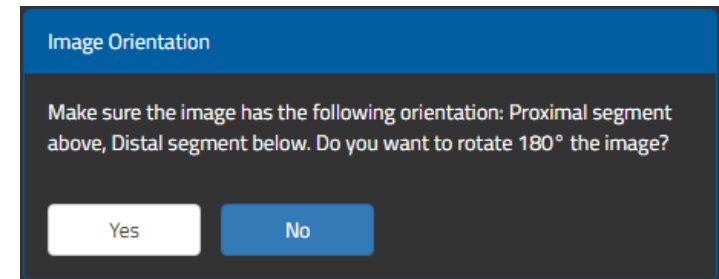 Image Orientation
Make sure the image has the following orientation: Proximal segment
above, Distal segment below. Do you want to rotate 180° the image?
Yes
No